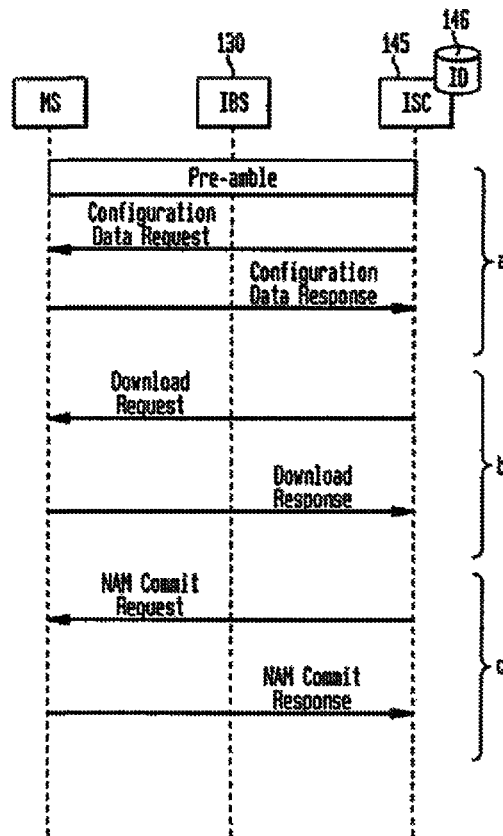 146
130
145
ID
MS
IBS
ISC
Pre-amble
Configuration
Data Request
Configuration
Data Response
a
Download
Request
b
Download
Response
NAM Commit
Request
c
NAM Commit
Response